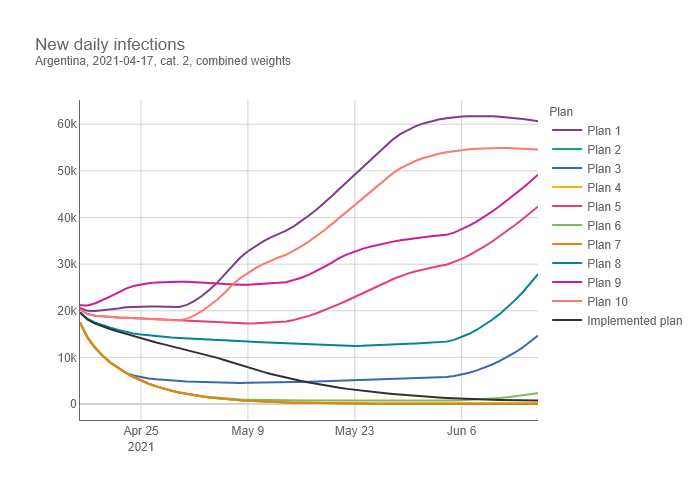 New daily infections
Argentina, 2021-04-17, cat. 2, combined weights
Plan
60k
50k
40k
30k
20k
10k
0
Apr 25
2021
May 9
May 23
Jun 6
Plan 1
Plan 2
Plan 3
Plan 4
Plan 5
Plan 6
Plan 7
Plan 8
Plan 9
Plan 10
Implemented plan